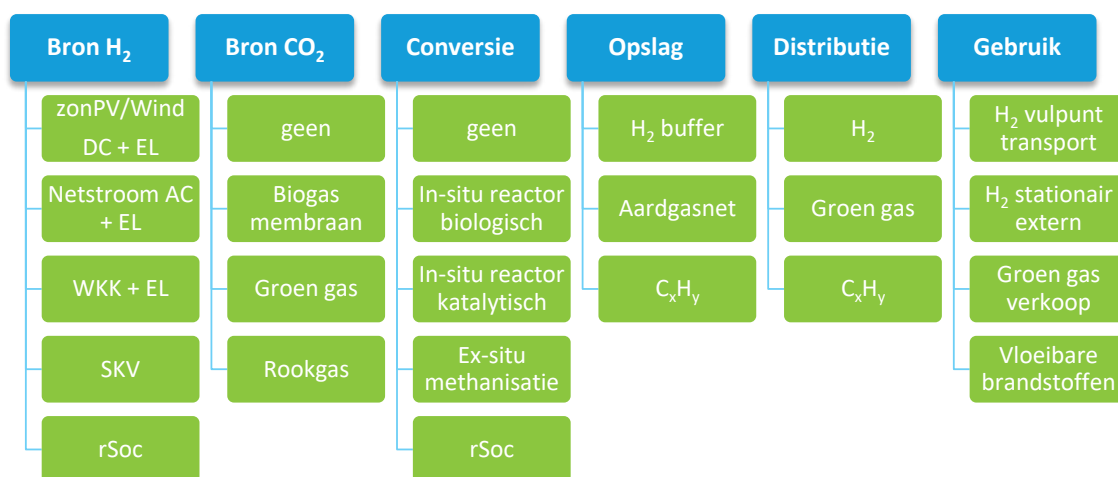 Bron H₂
zonPV/Wind
DC + EL
Netstroom AC
+ EL
WKK + EL
SKV
rSoc
Bron CO₂
geen
Biogas
membraan
Groen gas
Rookgas
Conversie
geen
In-situ reactor
biologisch
In-situ reactor
katalytisch
Ex-situ
methanisatie
rSoc
Opslag
H₂ buffer
Aardgasnet
CₓHᵧ
Distributie
H₂
Groen gas
CₓHᵧ
Gebruik
H₂ vulpunt
transport
H₂ stationair
extern
Groen gas
verkoop
Vloeibare
brandstoffen